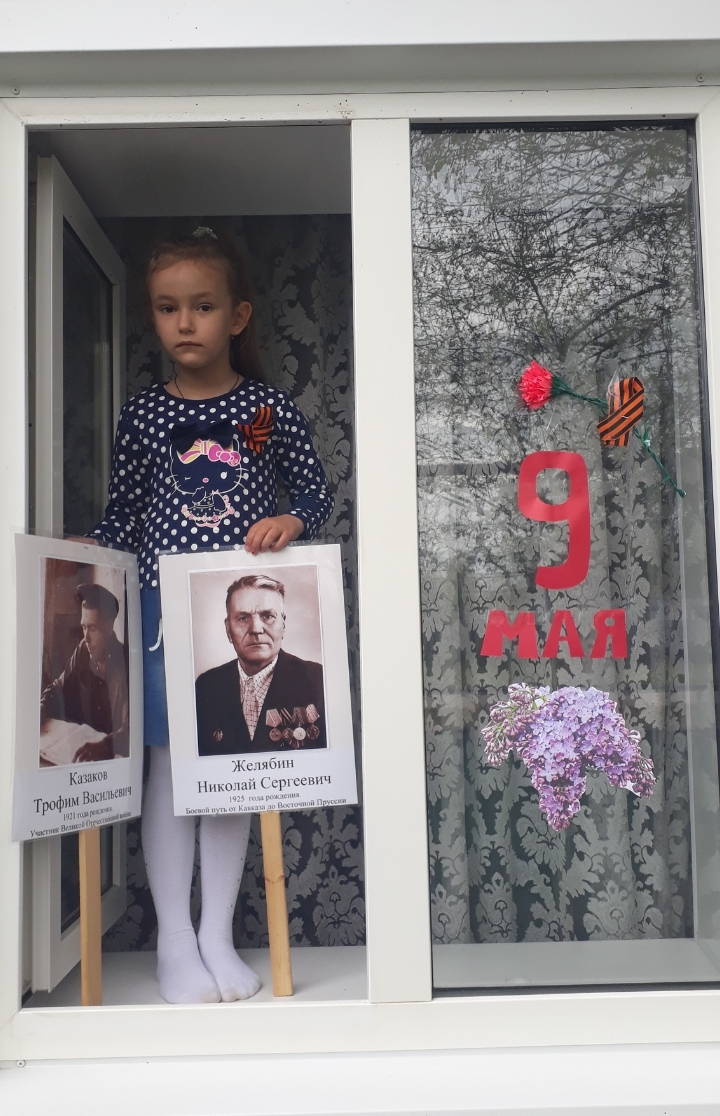 Казаков
Трофим Васильевич
1921 года рождения.
Участник Великой Отечественной войны
Желябин
Николай Сергеевич
1925 года рождения.
Боевой путь от Кавказа до Восточной Пруссии
9
МАЯ